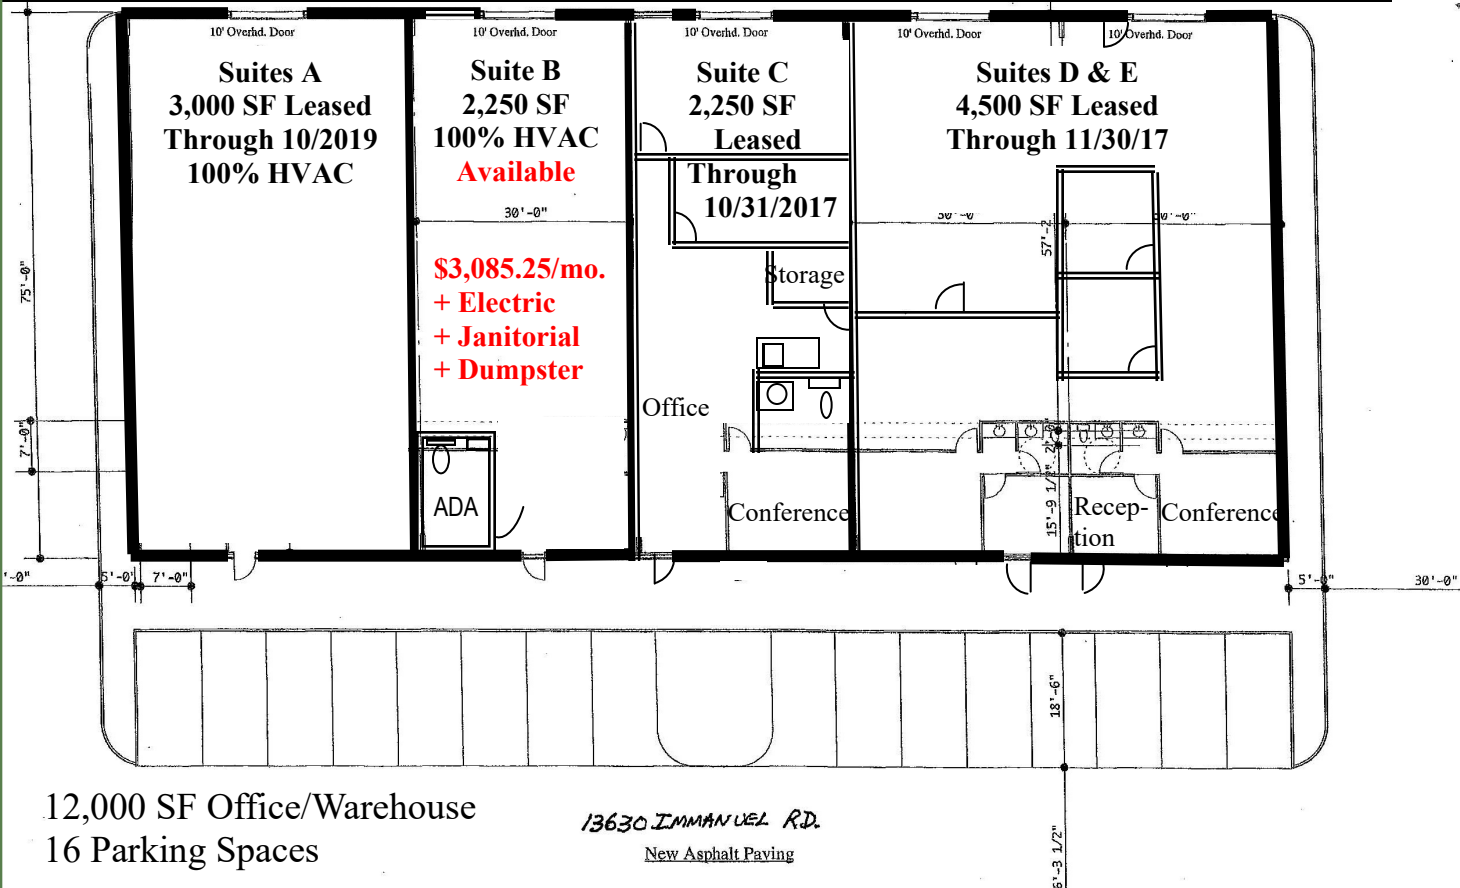 10' Overhd. Door
10' Overhd. Door
10' Overhd. Door
10' Overhd. Door
10' Overhd. Door
Suites A
3,000 SF Leased
Through 10/2019
100% HVAC
Suite B
2,250 SF
100% HVAC
Available
30'-0"
$3,085.25/mo.
+ Electric
+ Janitorial
+ Dumpster
ADA
Suite C
2,250 SF
Leased
Through
10/31/2017
Storage
Office
Conference
Suites D & E
4,500 SF Leased
Through 11/30/17
57'-2
15'-9 1/2"
Recep-
tion
Conference
75'-0"
7'-0"
5'-0"
7'-0"
5'-0"
30'-0"
18'-6"
12,000 SF Office/Warehouse
16 Parking Spaces
13630 IMMANUEL RD.
New Asphalt Paving
6'-3 1/2"